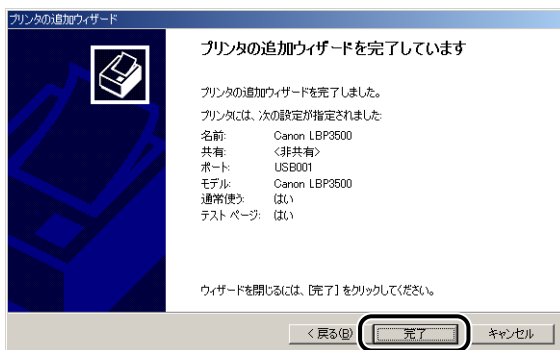 プリンタの追加ウィザード
プリンタの追加ウィザードを完了しています
プリンタの追加ウィザードを完了しました。
プリンタには、次の設定が指定されました:
名前: Canon LBP3500
共有: <非共有>
ポート: USB001
モデル: Canon LBP3500
通常使う: はい
テスト ページ: はい
ウィザードを閉じるには、[完了] をクリックしてください。
< 戻る(B) 完了 キャンセル